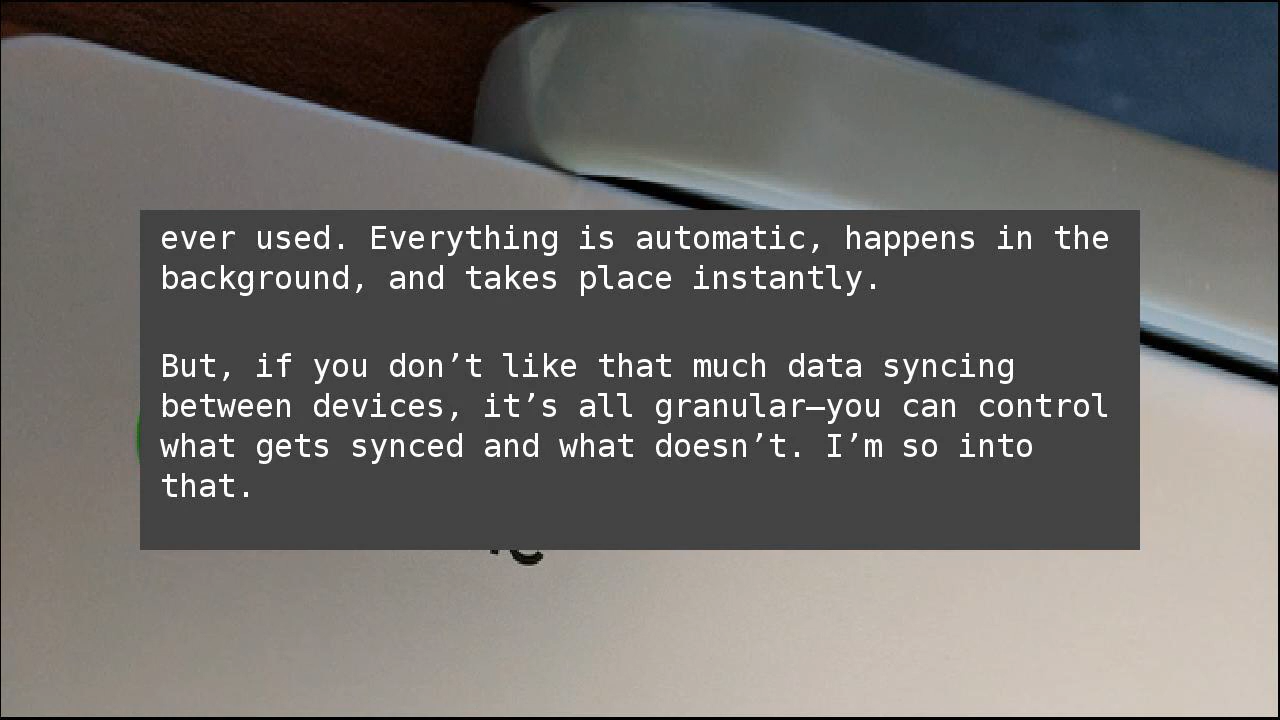 ever used. Everything is automatic, happens in the
background, and takes place instantly.
But, if you don’t like that much data syncing
between devices, it’s all granular—you can control
what gets synced and what doesn’t. I’m so into
that.